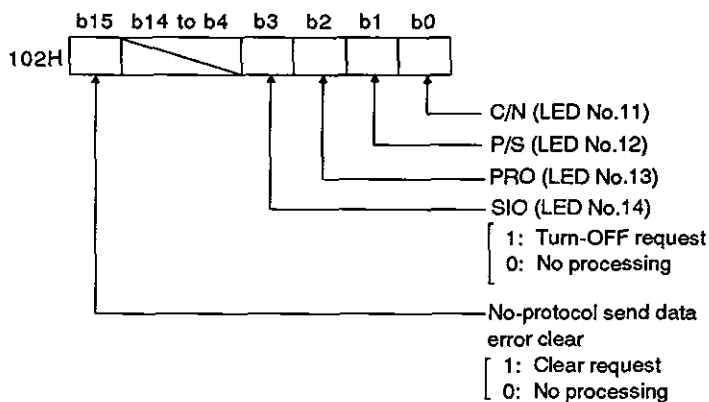 b15 b14 to b4 b3 b2 b1 b0
102H
C/N (LED No.11)
P/S (LED No.12)
PRO (LED No.13)
SIO (LED No.14)
1: Turn-OFF request
0: No processing
No-protocol send data
error clear
1: Clear request
0: No processing